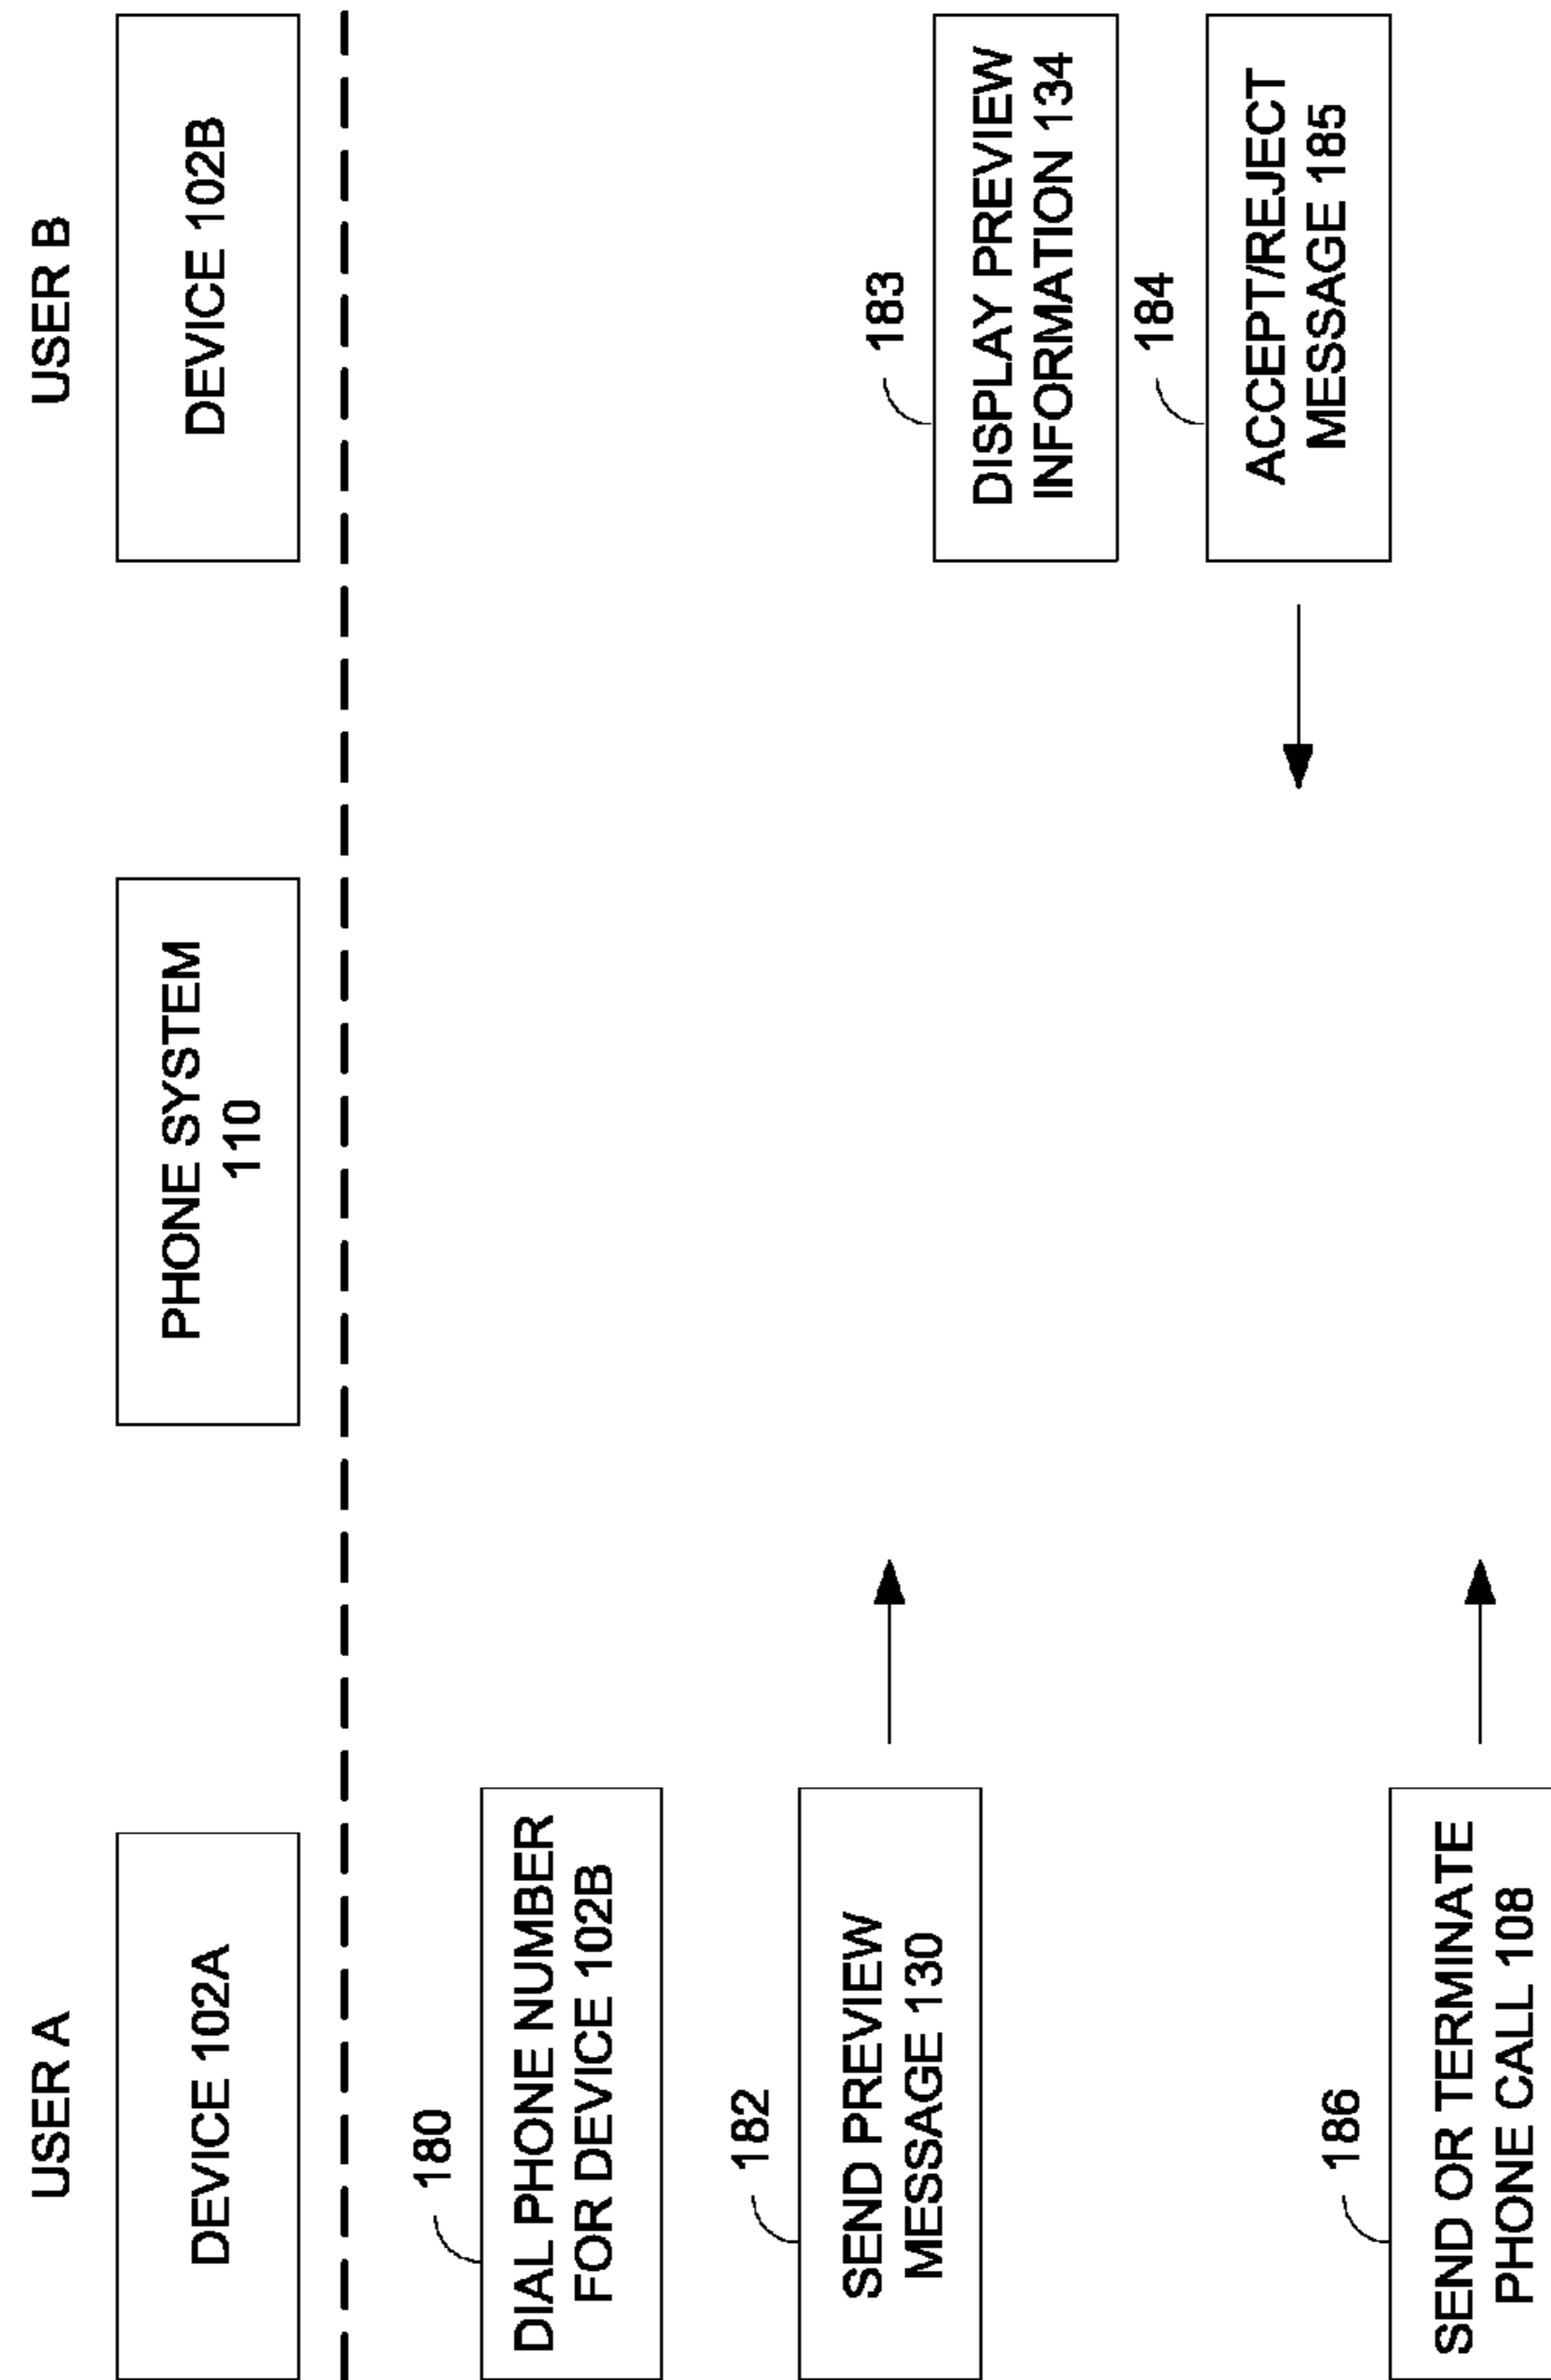 USER A
USER B
DEVICE 102A
PHONE SYSTEM
110
DEVICE 102B
180
DIAL PHONE NUMBER
FOR DEVICE 102B
182
SEND PREVIEW
MESSAGE 130
183
DISPLAY PREVIEW
INFORMATION 134
184
ACCEPT/REJECT
MESSAGE 185
186
SEND OR TERMINATE
PHONE CALL 108